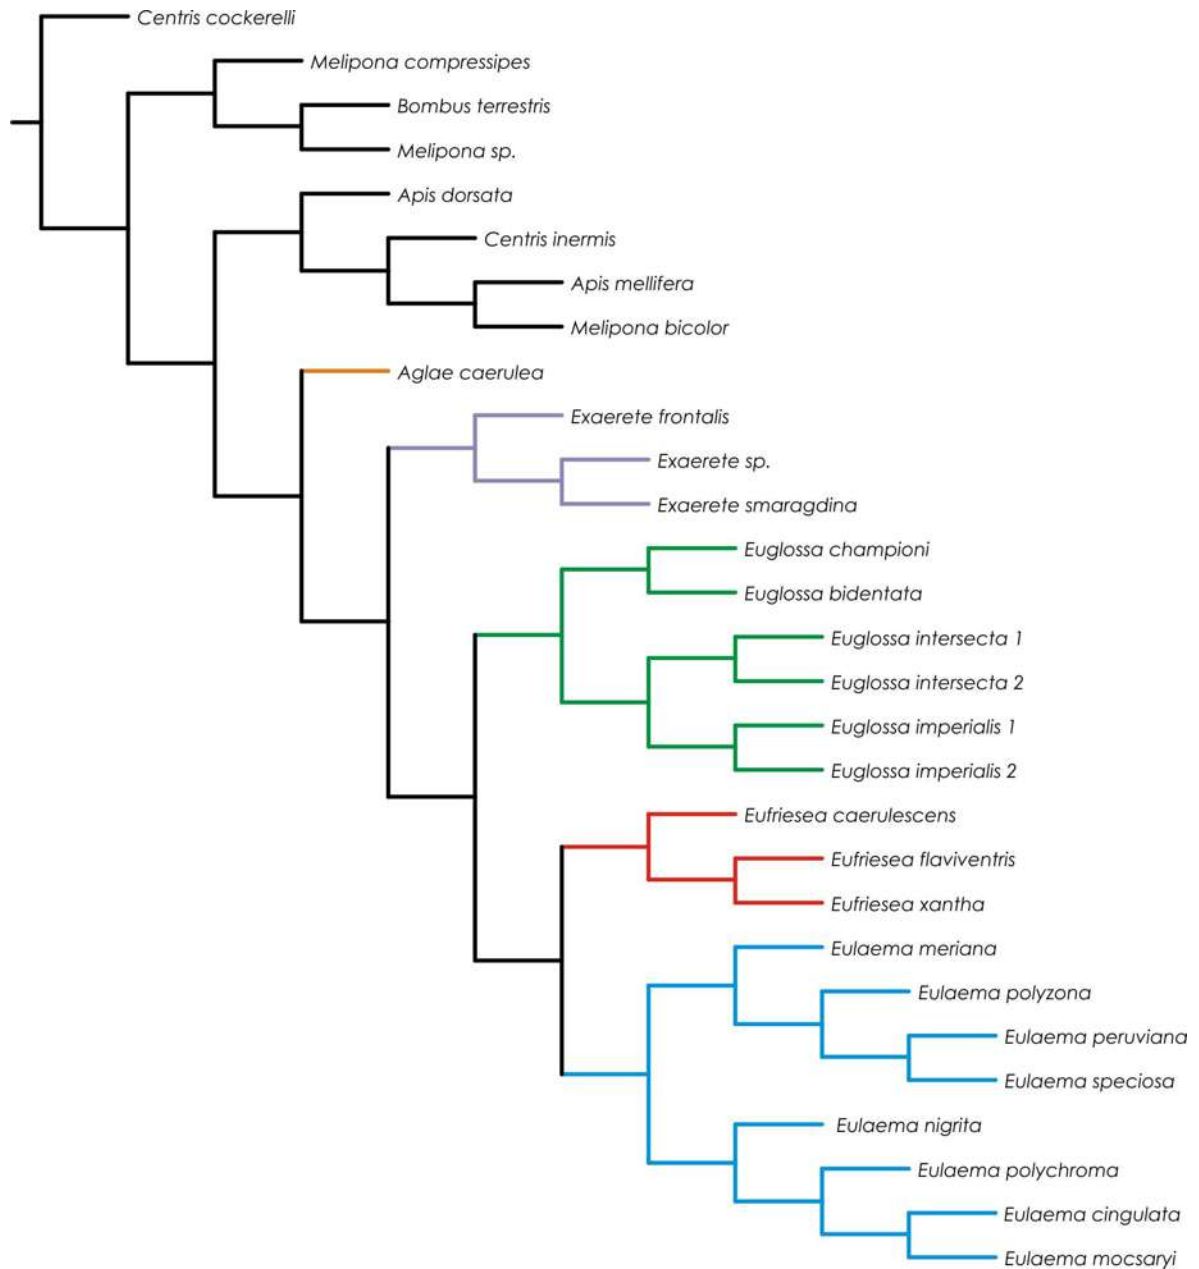 Centris cockerelli
Melipona compressipes
Bombus terrestris
Melipona sp.
Apis dorsata
Centris inermis
Apis mellifera
Melipona bicolor
Aglae caerulea
Exaerete frontalis
Exaerete sp.
Exaerete smaragdina
Euglossa championi
Euglossa bidentata
Euglossa intersecta 1
Euglossa intersecta 2
Euglossa imperialis 1
Euglossa imperialis 2
Eufriesea caerulescens
Eufriesea flaviventris
Eufriesea xantha
Eulaema meriana
Eulaema polyzona
Eulaema peruviana
Eulaema speciosa
Eulaema nigrita
Eulaema polychroma
Eulaema cingulata
Eulaema mocsaryi